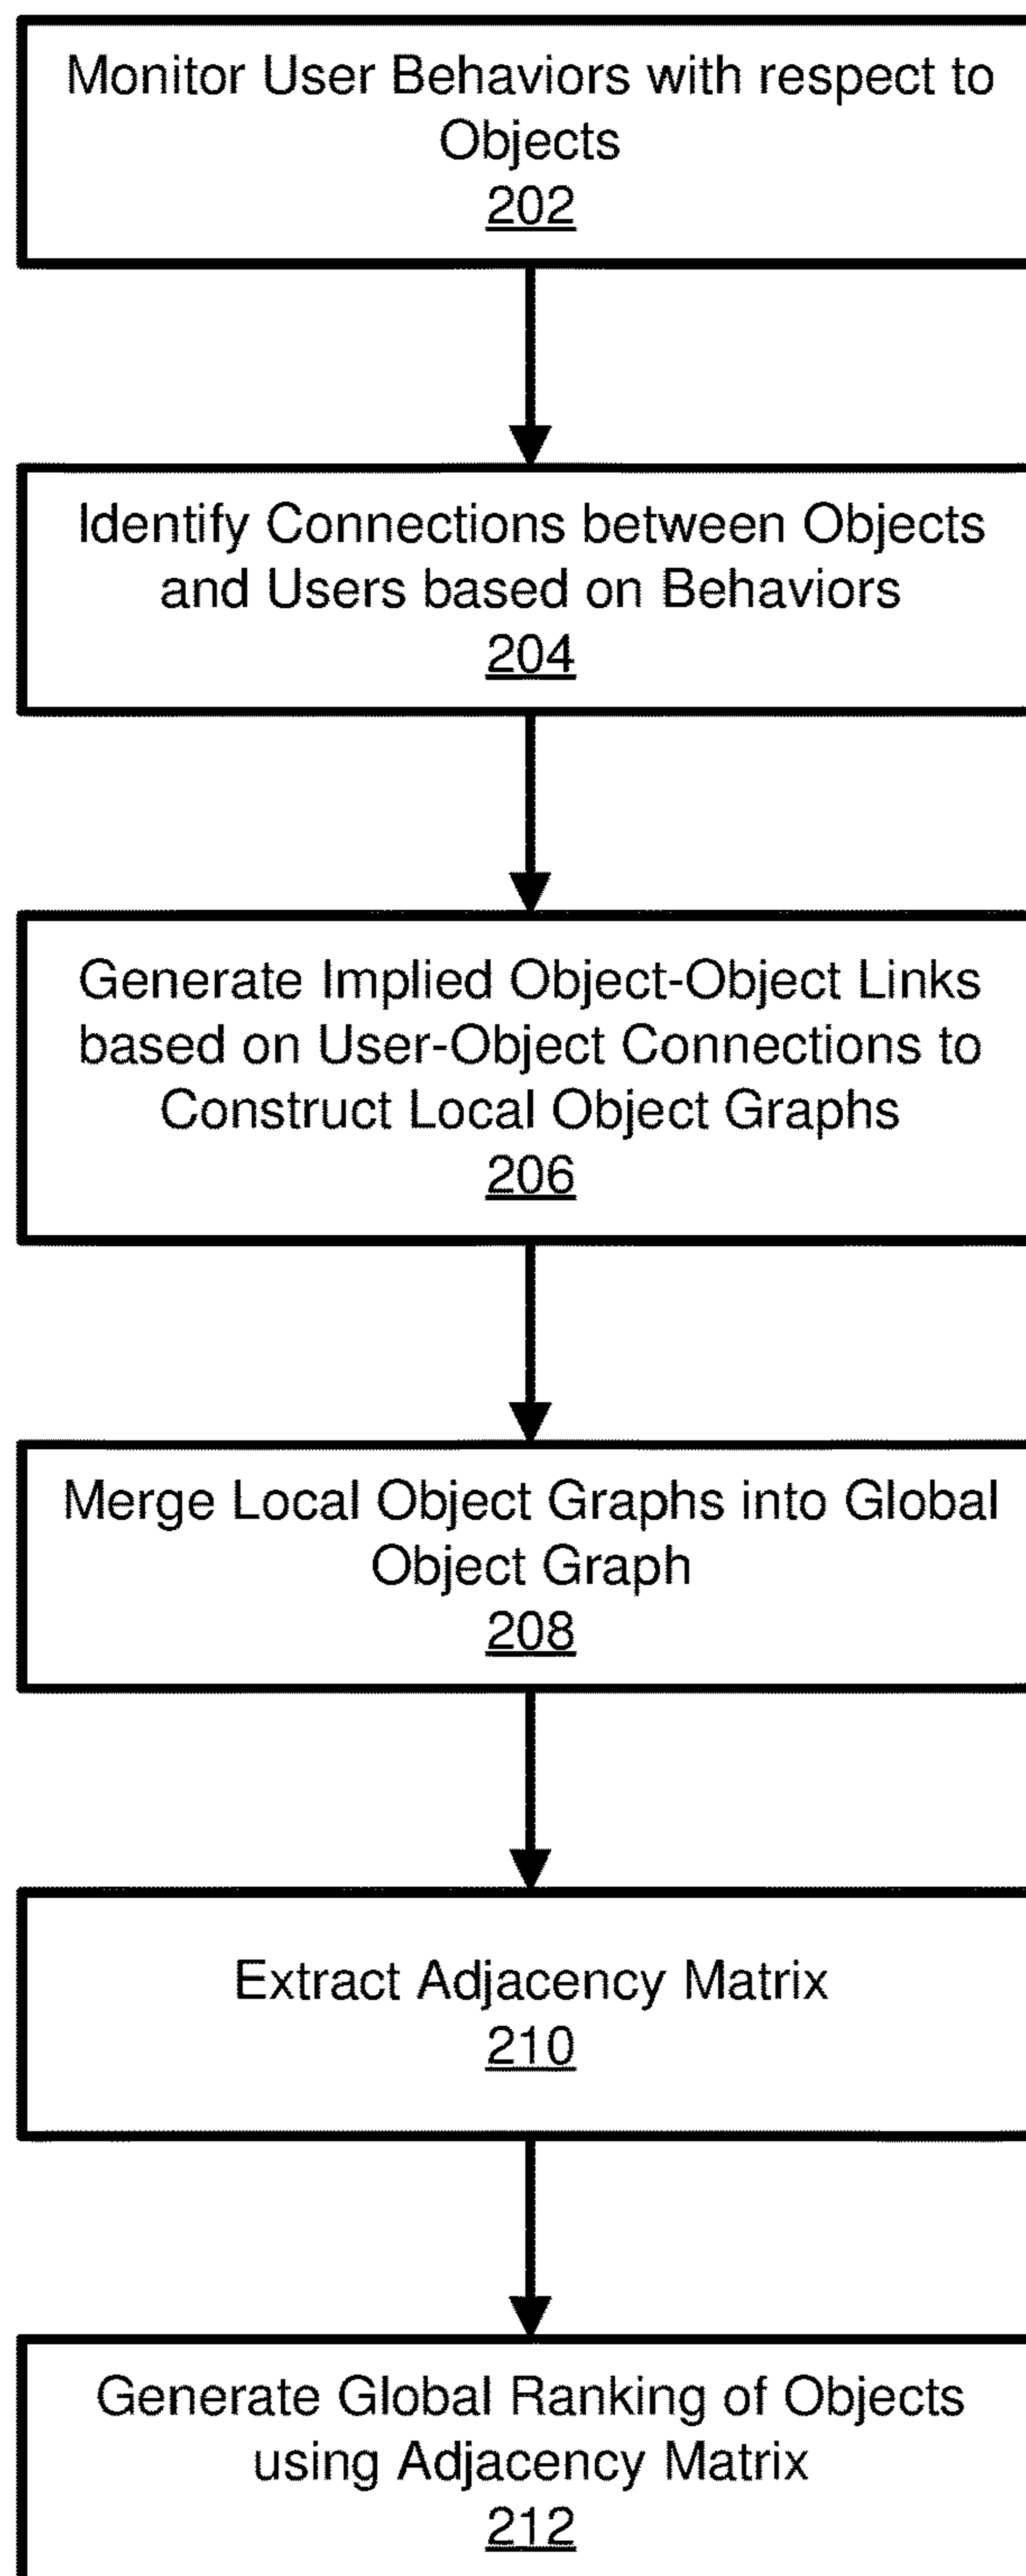 Monitor User Behaviors with respect to
Objects
202
Identify Connections between Objects
and Users based on Behaviors
204
Generate Implied Object-Object Links
based on User-Object Connections to
Construct Local Object Graphs
206
Merge Local Object Graphs into Global
Object Graph
208
Extract Adjacency Matrix
210
Generate Global Ranking of Objects
using Adjacency Matrix
212